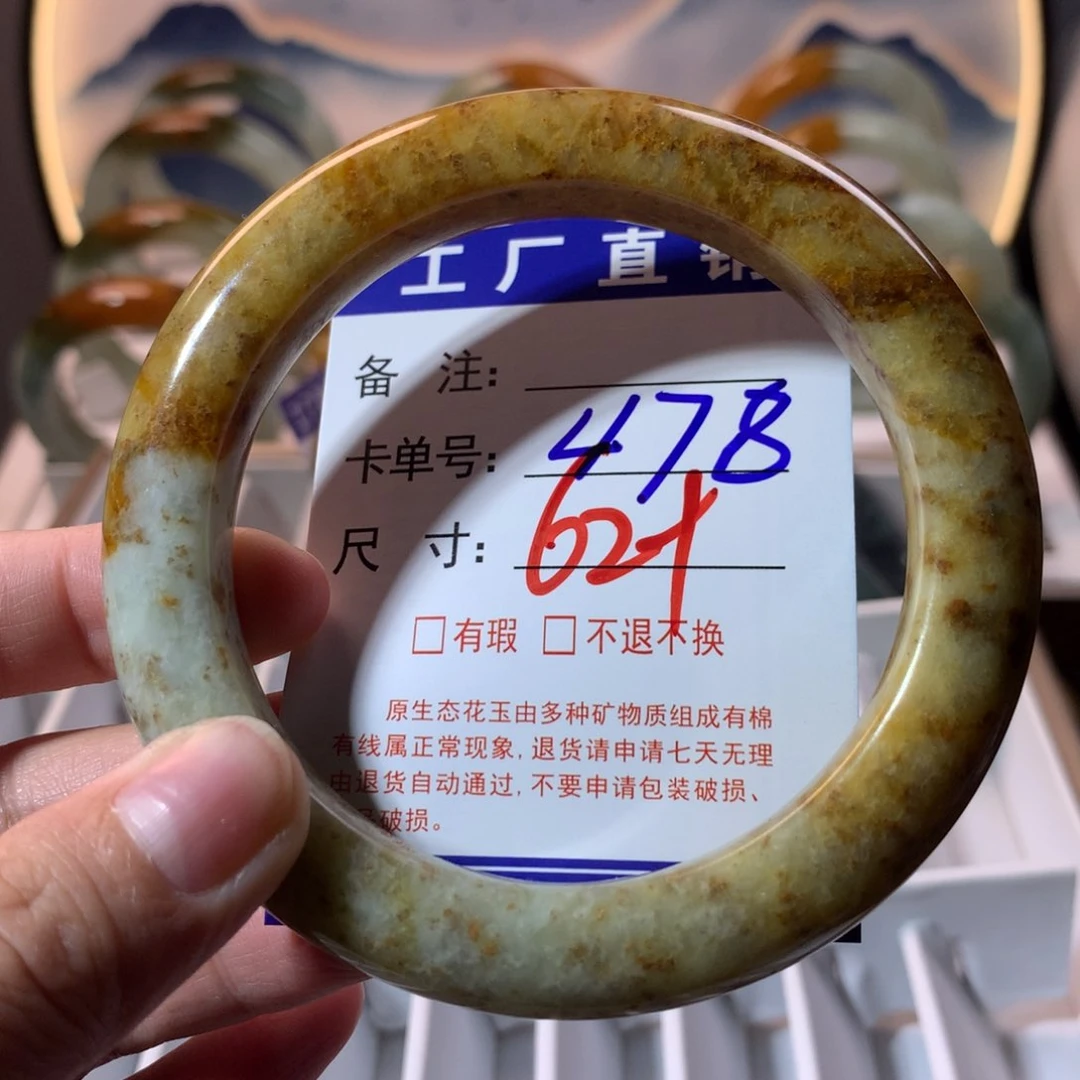 工厂直销
备 注:
卡单号: 478
尺 寸: 62+
□有瑕 □不退不换
原生态花玉由多种矿物质组成有棉
有线属正常现象,退货请申请七天无理
由退货自动通过,不要申请包装破损、
破损。